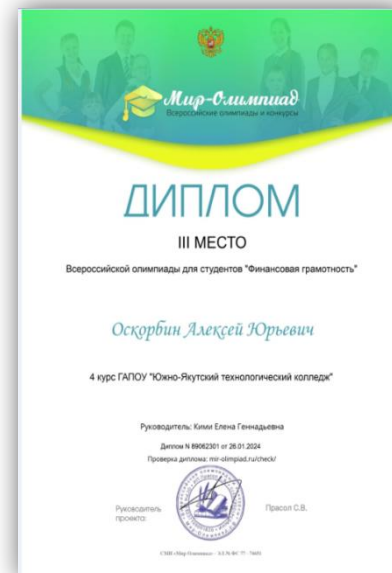 Мир-Олимпиад
Всероссийские олимпиады и конкурсы
ДИПЛОМ
III МЕСТО
Всероссийской олимпиады для студентов "Финансовая грамотность"
Оскорбин Алексей Юрьевич
4 курс ГАПОУ "Южно-Якутский технологический колледж"
Руководитель: Кими Елена Геннадьевна
Диплом N 89062301 от 26.01.2024
Проверка диплома: mir-olimpiad.ru/check/
Руководитель
проекта:
Прасол С.В.